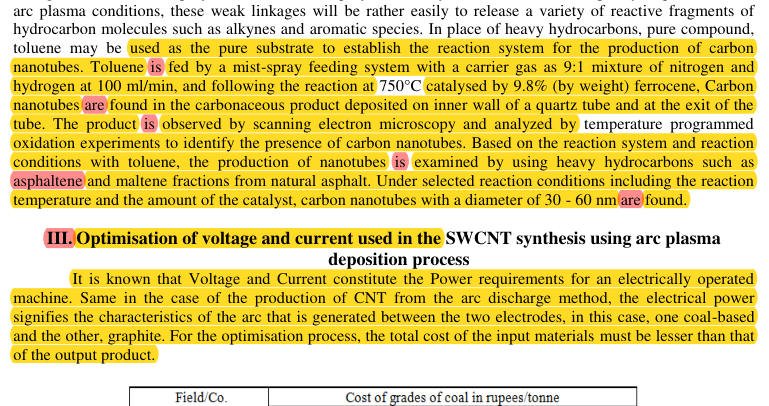 arc plasma conditions, these weak linkages will be rather easily to release a variety of reactive fragments of
hydrocarbon molecules such as alkynes and aromatic species. In place of heavy hydrocarbons, pure compound,
toluene may be used as the pure substrate to establish the reaction system for the production of carbon
nanotubes. Toluene is fed by a mist-spray feeding system with a carrier gas as 9:1 mixture of nitrogen and
hydrogen at 100 ml/min, and following the reaction at 750°C catalysed by 9.8% (by weight) ferrocene, Carbon
nanotubes are found in the carbonaceous product deposited on inner wall of a quartz tube and at the exit of the
tube. The product is observed by scanning electron microscopy and analyzed by temperature programmed
oxidation experiments to identify the presence of carbon nanotubes. Based on the reaction system and reaction
conditions with toluene, the production of nanotubes is examined by using heavy hydrocarbons such as
asphaltene and maltene fractions from natural asphalt. Under selected reaction conditions including the reaction
temperature and the amount of the catalyst, carbon nanotubes with a diameter of 30 - 60 nm are found.
III. Optimisation of voltage and current used in the SWCNT synthesis using arc plasma
deposition process
It is known that Voltage and Current constitute the Power requirements for an electrically operated
machine. Same in the case of the production of CNT from the arc discharge method, the electrical power
signifies the characteristics of the arc that is generated between the two electrodes, in this case, one coal-based
and the other, graphite. For the optimisation process, the total cost of the input materials must be lesser than that
of the output product.
Field/Co. Cost of grades of coal in rupees/tonne